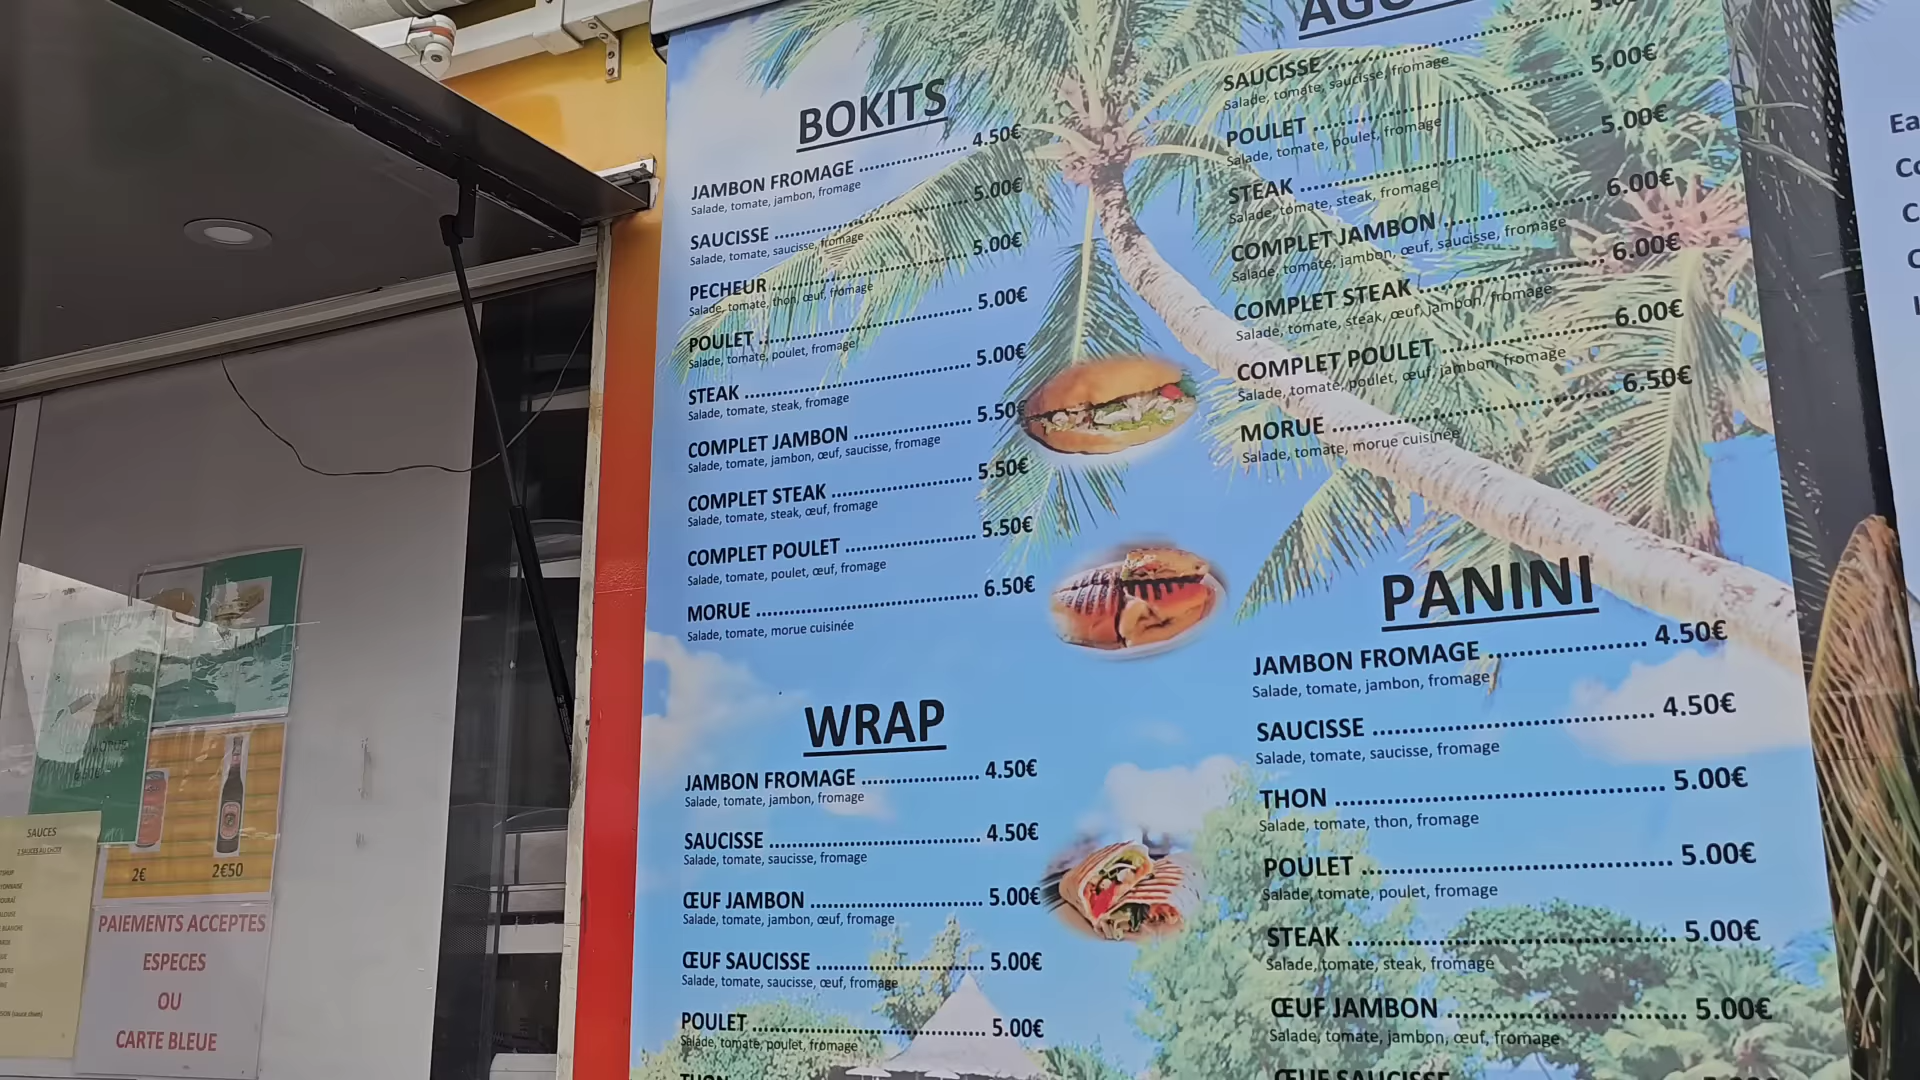 BOKITS
JAMBON FROMAGE .................. 4.50€
Salade, tomate, jambon, fromage
SAUCISSE .................. 5.00€
Salade, tomate, saucisse, fromage
PECHEUR .................. 5.00€
Salade, tomate, thon, œuf, fromage
POULET .................. 5.00€
Salade, tomate, poulet, fromage
STEAK .................. 5.00€
Salade, tomate, steak, fromage
COMPLET JAMBON .................. 5.50€
Salade, tomate, jambon, œuf, saucisse, fromage
COMPLET STEAK .................. 5.50€
Salade, tomate, steak, œuf, fromage
COMPLET POULET .................. 5.50€
Salade, tomate, poulet, œuf, fromage
MORUE .................. 6.50€
Salade, tomate, morue cuisinée
WRAP
JAMBON FROMAGE .................. 4.50€
Salade, tomate, jambon, fromage
SAUCISSE .................. 4.50€
Salade, tomate, saucisse, fromage
ŒUF JAMBON .................. 5.00€
Salade, tomate, jambon, œuf, fromage
ŒUF SAUCISSE .................. 5.00€
Salade, tomate, saucisse, œuf, fromage
POULET .................. 5.00€
Salade, tomate, poulet, fromage
SAUCISSE ..................
Salade, tomate, saucisse, fromage
POULET .................. 5.00€
Salade, tomate, poulet, fromage
STEAK .................. 5.00€
Salade, tomate, steak, fromage
COMPLET JAMBON .................. 6.00€
Salade, tomate, jambon, œuf, saucisse, fromage
COMPLET STEAK .................. 6.00€
Salade, tomate, steak, œuf, jambon, fromage
COMPLET POULET .................. 6.00€
Salade, tomate, poulet, œuf, jambon, fromage
MORUE .................. 6.50€
Salade, tomate, morue cuisinée
PANINI
JAMBON FROMAGE .................. 4.50€
Salade, tomate, jambon, fromage
SAUCISSE .................. 4.50€
Salade, tomate, saucisse, fromage
THON .................. 5.00€
Salade, tomate, thon, fromage
POULET .................. 5.00€
Salade, tomate, poulet, fromage
STEAK .................. 5.00€
Salade, tomate, steak, fromage
ŒUF JAMBON .................. 5.00€
Salade, tomate, jambon, œuf, fromage
ŒUF SAUCISSE
SAUCES
2€ 2€50
PAIEMENTS ACCEPTES
ESPECES
OU
CARTE BLEUE